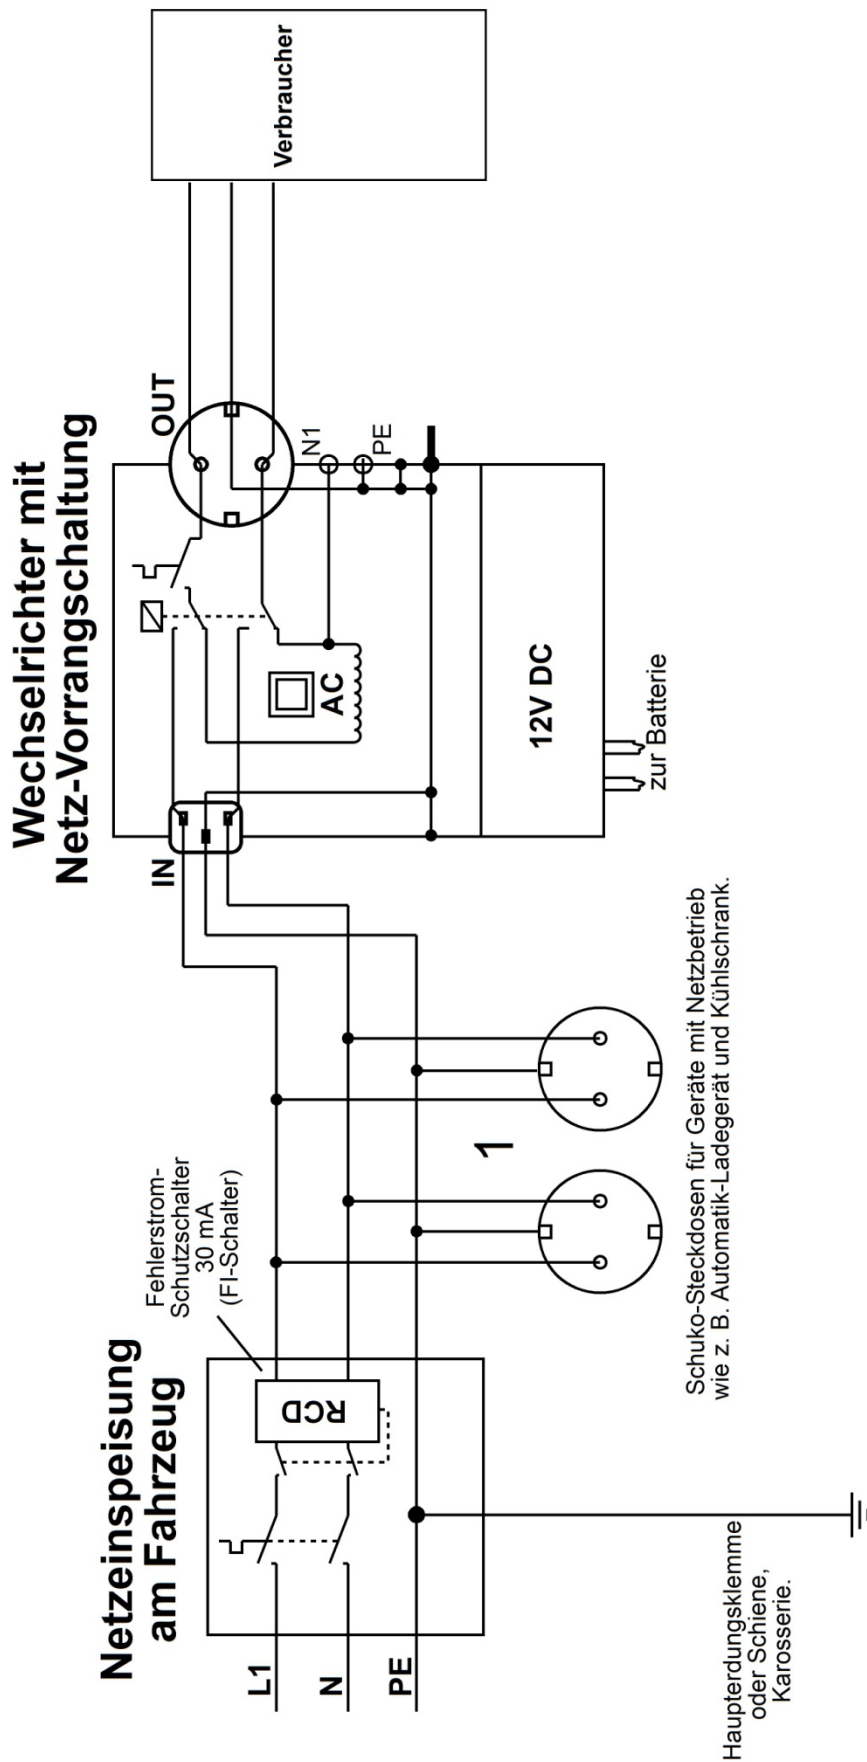 Netzeinspeisung
am Fahrzeug
Wechselrichter mit
Netz-Vorrangschaltung
Fehlerstrom-
Schutzschalter
30 mA
(FI-Schalter)
L1
N
PE
RCD
IN
OUT
AC
N1
PE
Verbraucher
12V DC
zur Batterie
1
Schuko-Steckdosen für Geräte mit Netzbetrieb
wie z. B. Automatik-Ladegerät und Kühlschrank.
Haupterdungsklemme
oder Schiene,
Karosserie.